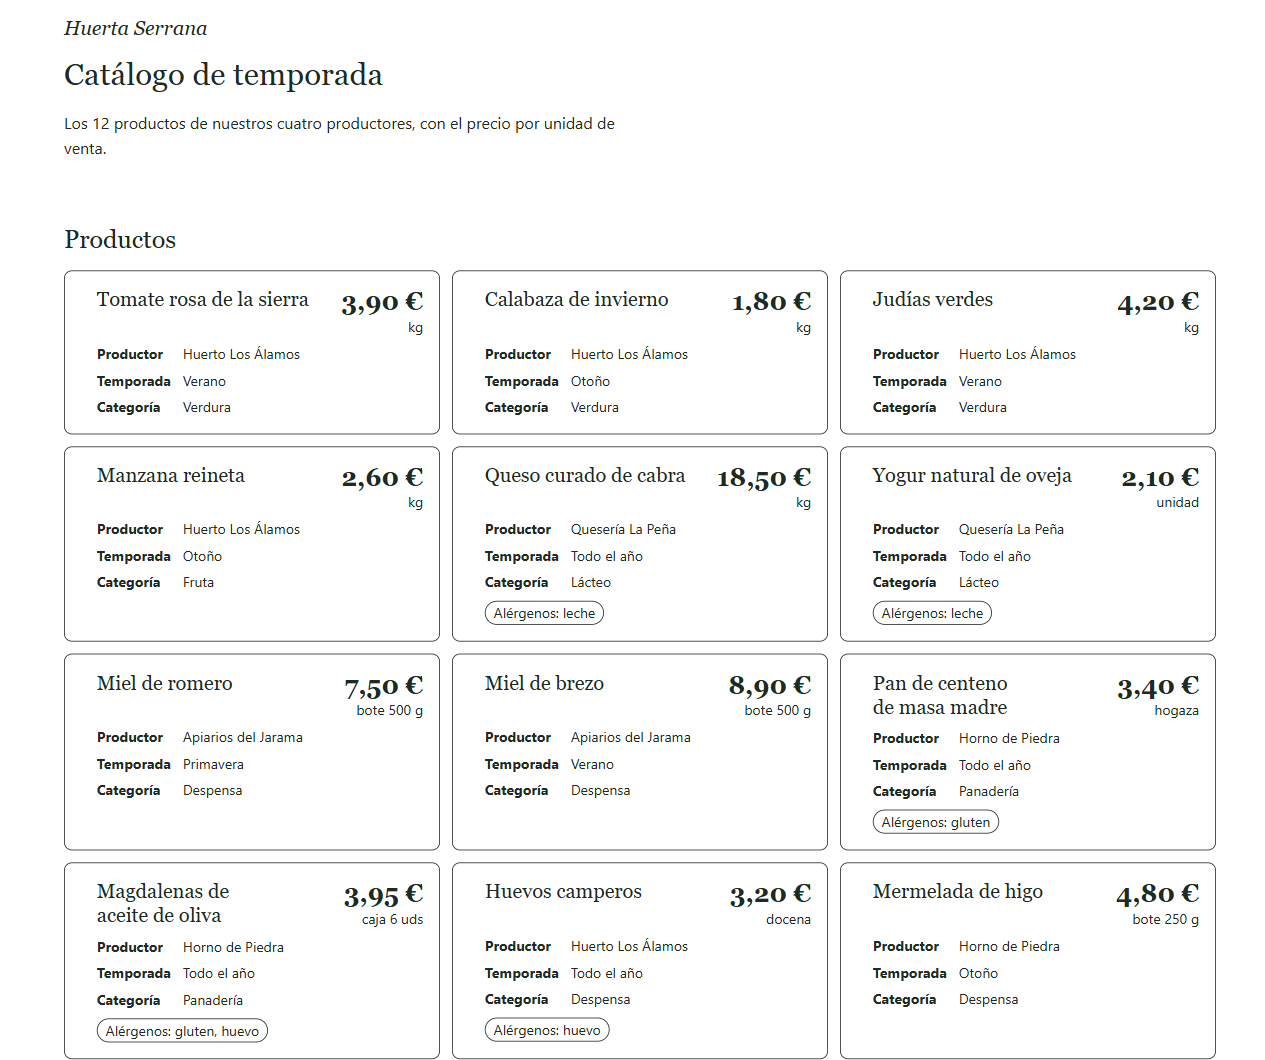 Huerta Serrana
Catálogo de temporada
Los 12 productos de nuestros cuatro productores, con el precio por unidad de
venta.
Productos
Tomate rosa de la sierra
3,90 €
kg
Productor Huerto Los Álamos
Temporada Verano
Categoría Verdura
Calabaza de invierno
1,80 €
kg
Productor Huerto Los Álamos
Temporada Otoño
Categoría Verdura
Judías verdes
4,20 €
kg
Productor Huerto Los Álamos
Temporada Verano
Categoría Verdura
Manzana reineta
2,60 €
kg
Productor Huerto Los Álamos
Temporada Otoño
Categoría Fruta
Queso curado de cabra
18,50 €
kg
Productor Quesería La Peña
Temporada Todo el año
Categoría Lácteo
Alérgenos: leche
Yogur natural de oveja
2,10 €
unidad
Productor Quesería La Peña
Temporada Todo el año
Categoría Lácteo
Alérgenos: leche
Miel de romero
7,50 €
bote 500 g
Productor Apiarios del Jarama
Temporada Primavera
Categoría Despensa
Miel de brezo
8,90 €
bote 500 g
Productor Apiarios del Jarama
Temporada Verano
Categoría Despensa
Pan de centeno
de masa madre
3,40 €
hogaza
Productor Horno de Piedra
Temporada Todo el año
Categoría Panadería
Alérgenos: gluten
Magdalenas de
aceite de oliva
3,95 €
caja 6 uds
Productor Horno de Piedra
Temporada Todo el año
Categoría Panadería
Alérgenos: gluten, huevo
Huevos camperos
3,20 €
docena
Productor Huerto Los Álamos
Temporada Todo el año
Categoría Despensa
Alérgenos: huevo
Mermelada de higo
4,80 €
bote 250 g
Productor Horno de Piedra
Temporada Otoño
Categoría Despensa